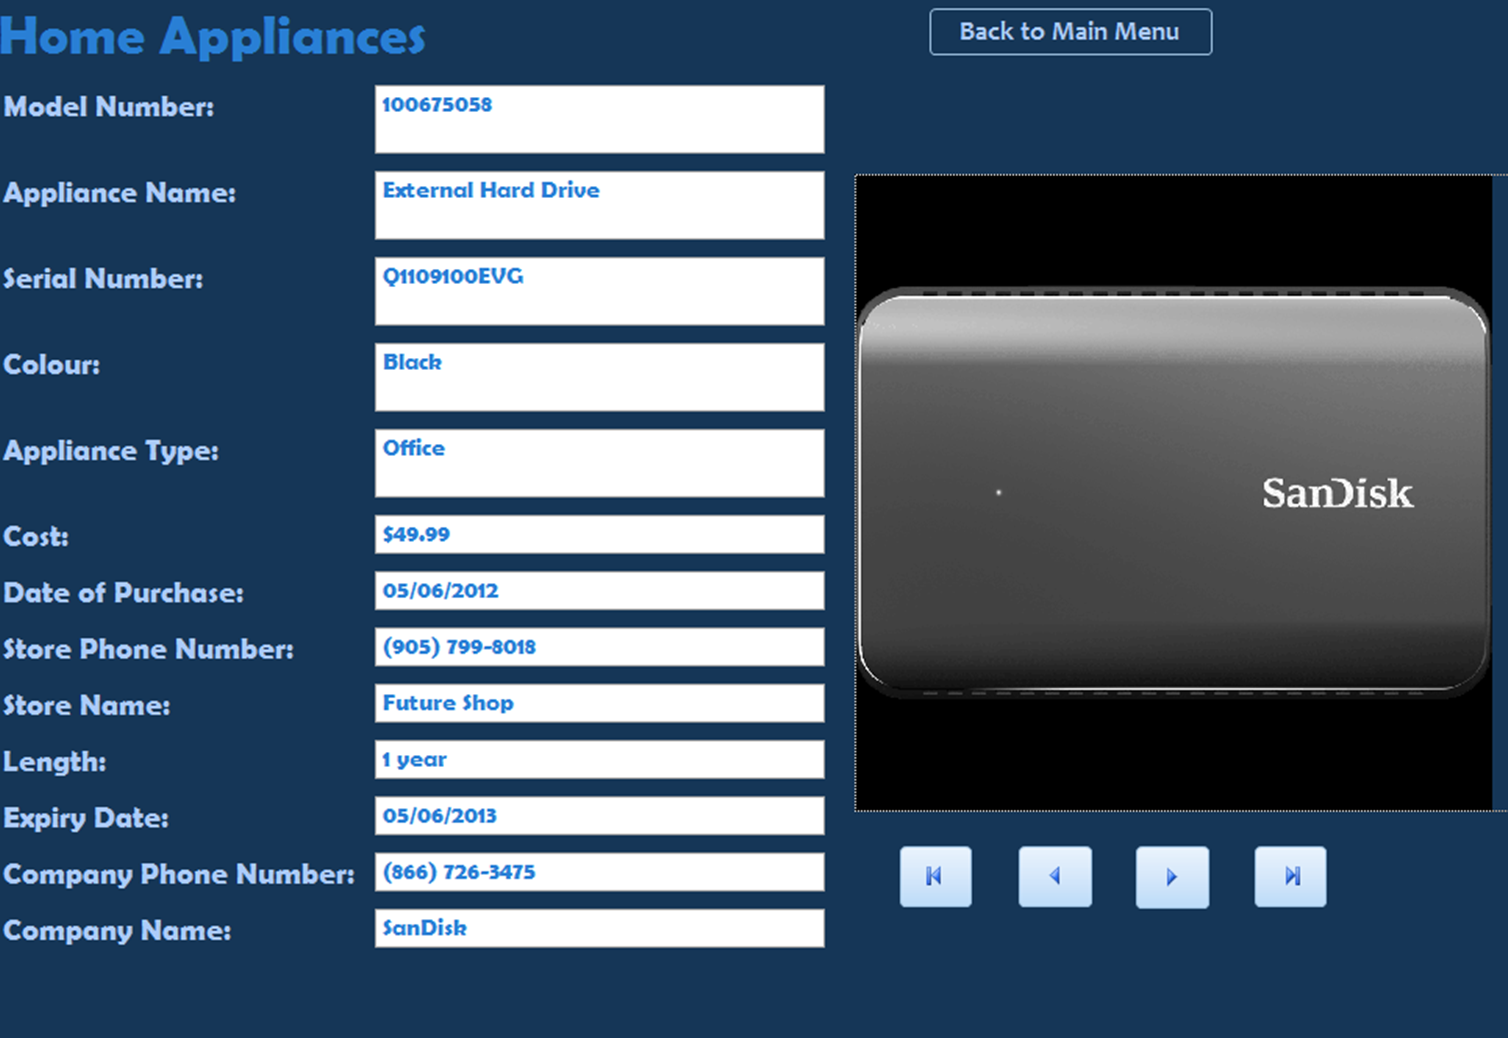 Home Appliances
Back to Main Menu
Model Number: 100675058
Appliance Name: External Hard Drive
Serial Number: Q1109100EVG
Colour: Black
Appliance Type: Office
Cost: $49.99
Date of Purchase: 05/06/2012
Store Phone Number: (905) 799-8018
Store Name: Future Shop
Length: 1 year
Expiry Date: 05/06/2013
Company Phone Number: (866) 726-3475
Company Name: SanDisk
SanDisk